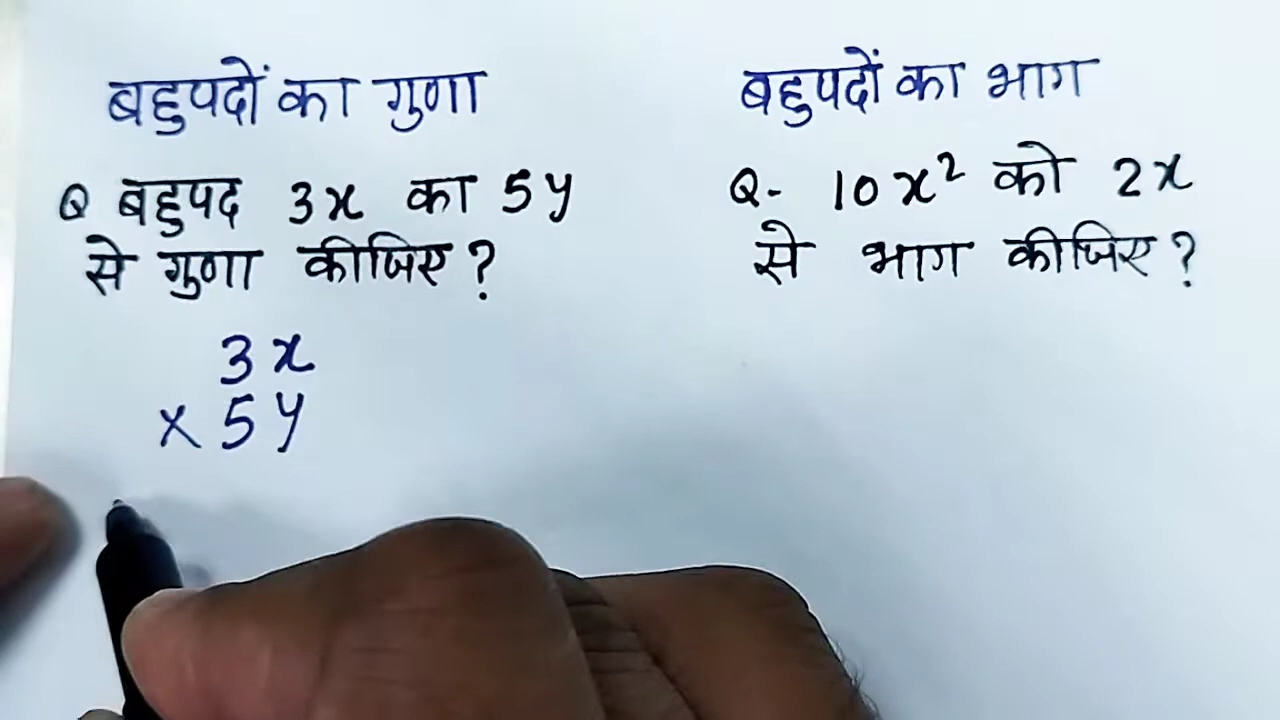 बहुपदों का गुणा
Q बहुपद 3x का 5y
से गुणा कीजिए?
3x
× 5y
बहुपदों का भाग
Q- 10x² को 2x
से भाग कीजिए?